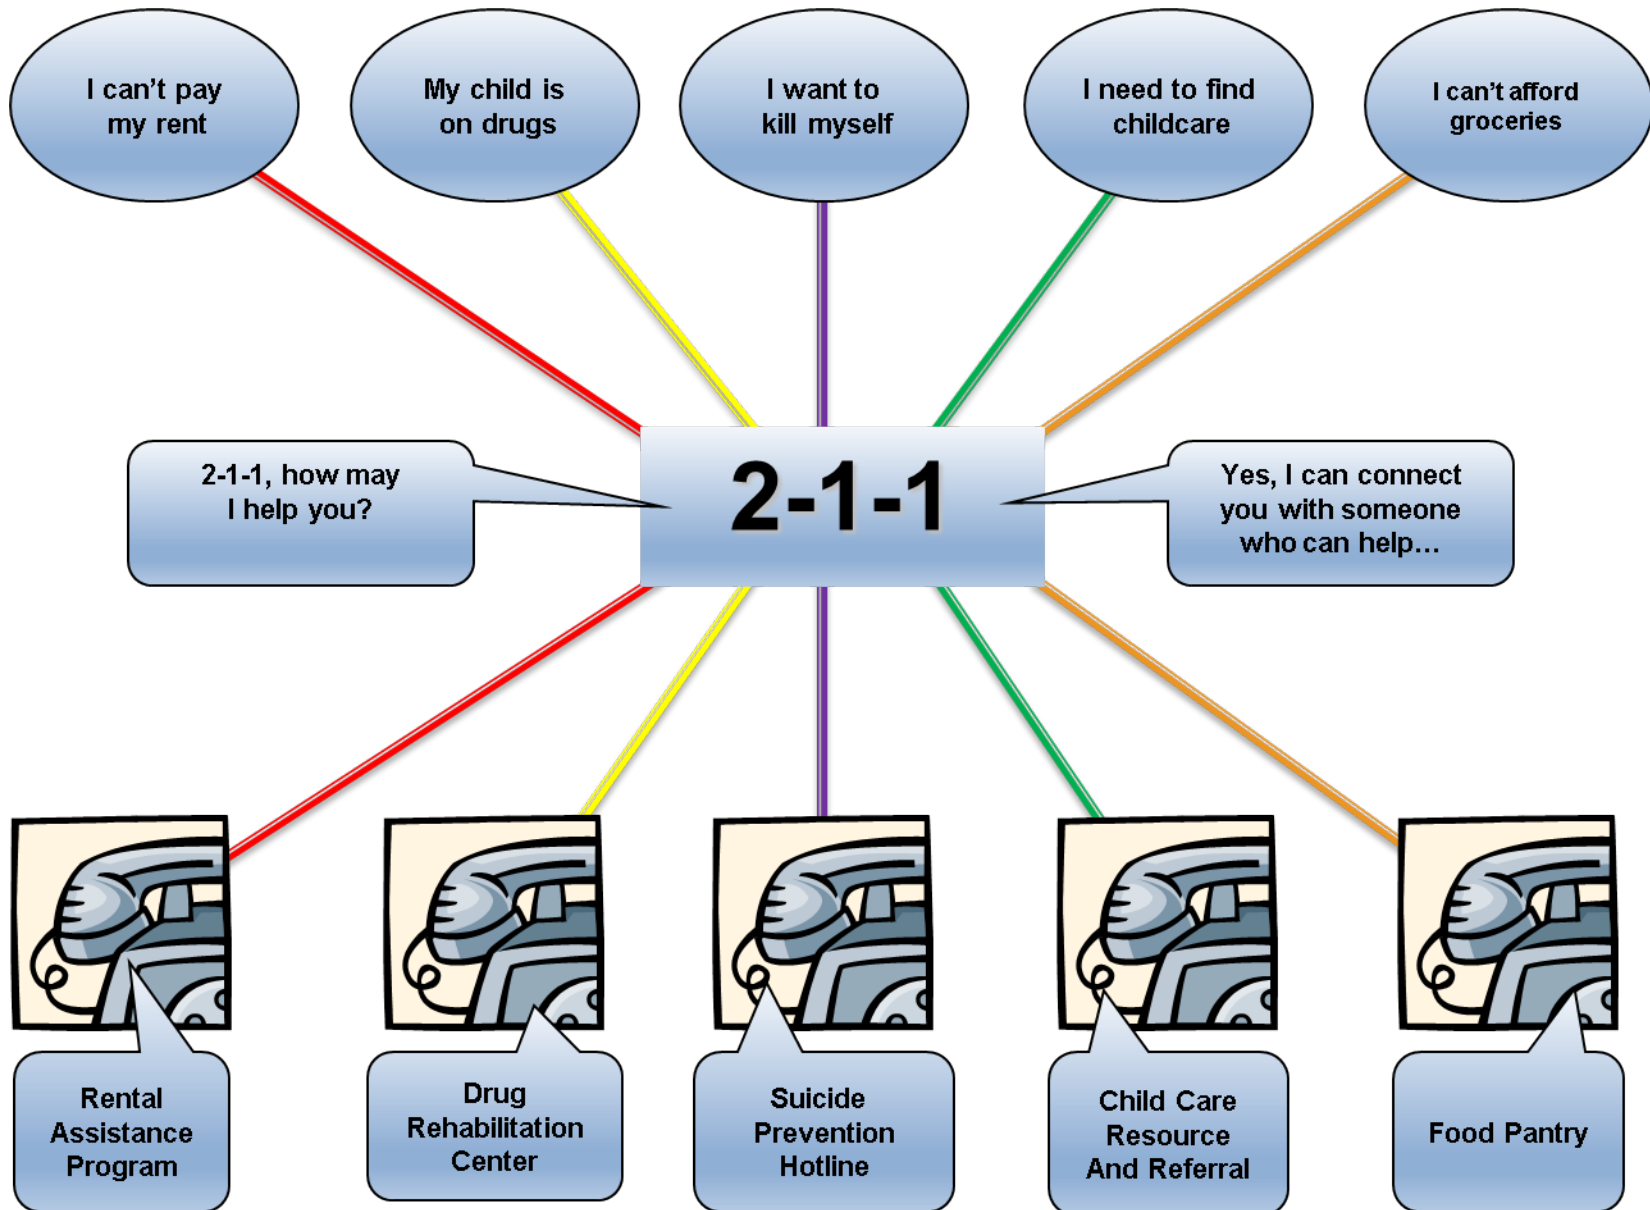 I can't pay
my rent
My child is
on drugs
I want to
kill myself
I need to find
childcare
I can't afford
groceries
2-1-1, how may
I help you?
2-1-1
Yes, I can connect
you with someone
who can help...
Rental
Assistance
Program
Drug
Rehabilitation
Center
Suicide
Prevention
Hotline
Child Care
Resource
And Referral
Food Pantry